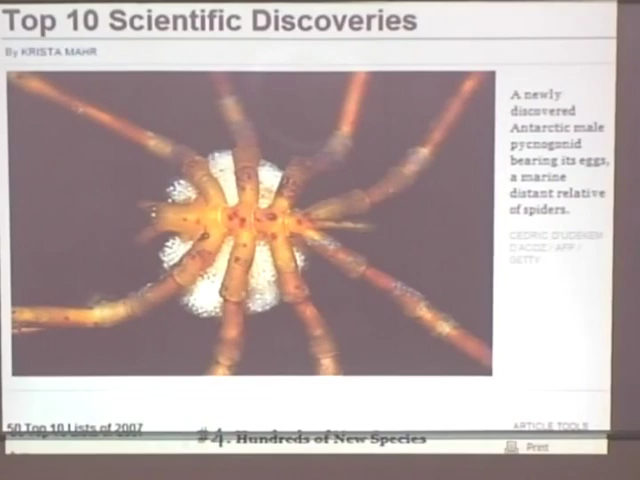 Top 10 Scientific Discoveries
By KRISTA MAHR
A newly
discovered
Antarctic male
pycnogonid
bearing its eggs,
a marine
distant relative
of spiders.
CEDRIC D'UDEKEM
D'ACOZ / AFP /
GETTY
50 Top 10 Lists of 2007
#4. Hundreds of New Species
ARTICLE TOOLS
Print